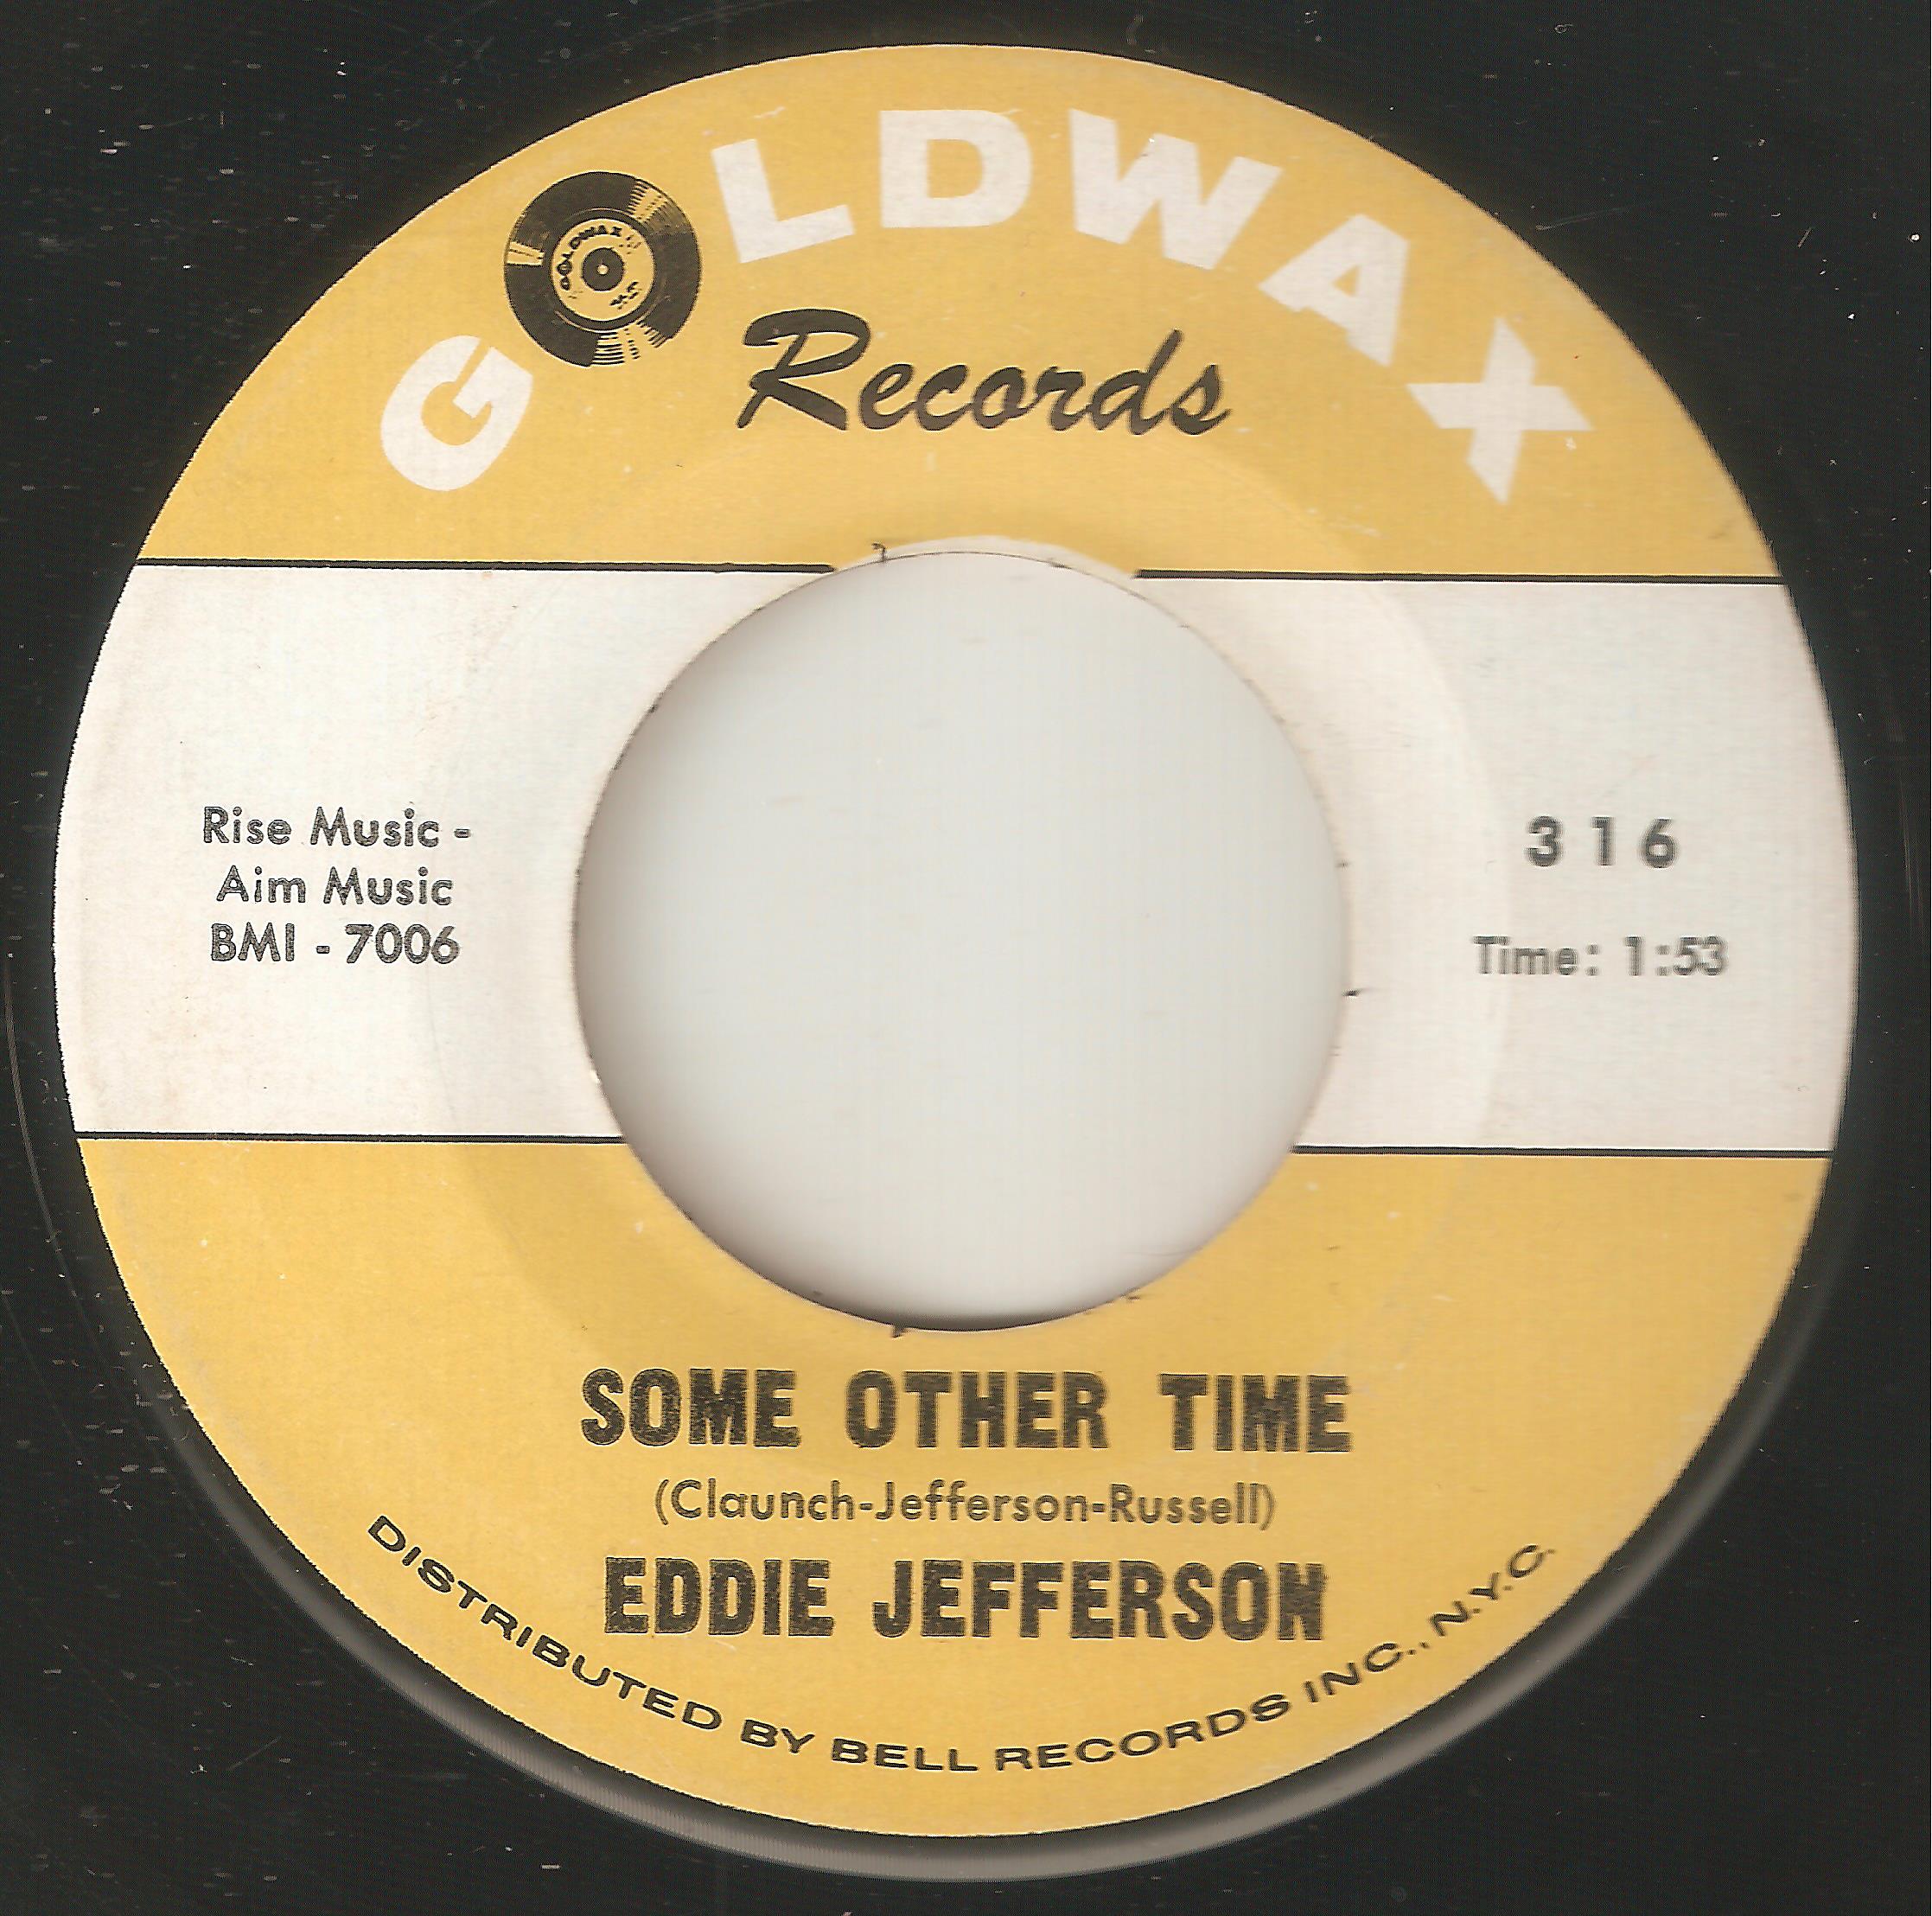 GOLDWAX
Records
Rise Music -
Aim Music
BMI - 7006
316
Time: 1:53
SOME OTHER TIME
(Claunch-Jefferson-Russell)
EDDIE JEFFERSON
DISTRIBUTED BY BELL RECORDS INC., N.Y.C.
GOLDWAX